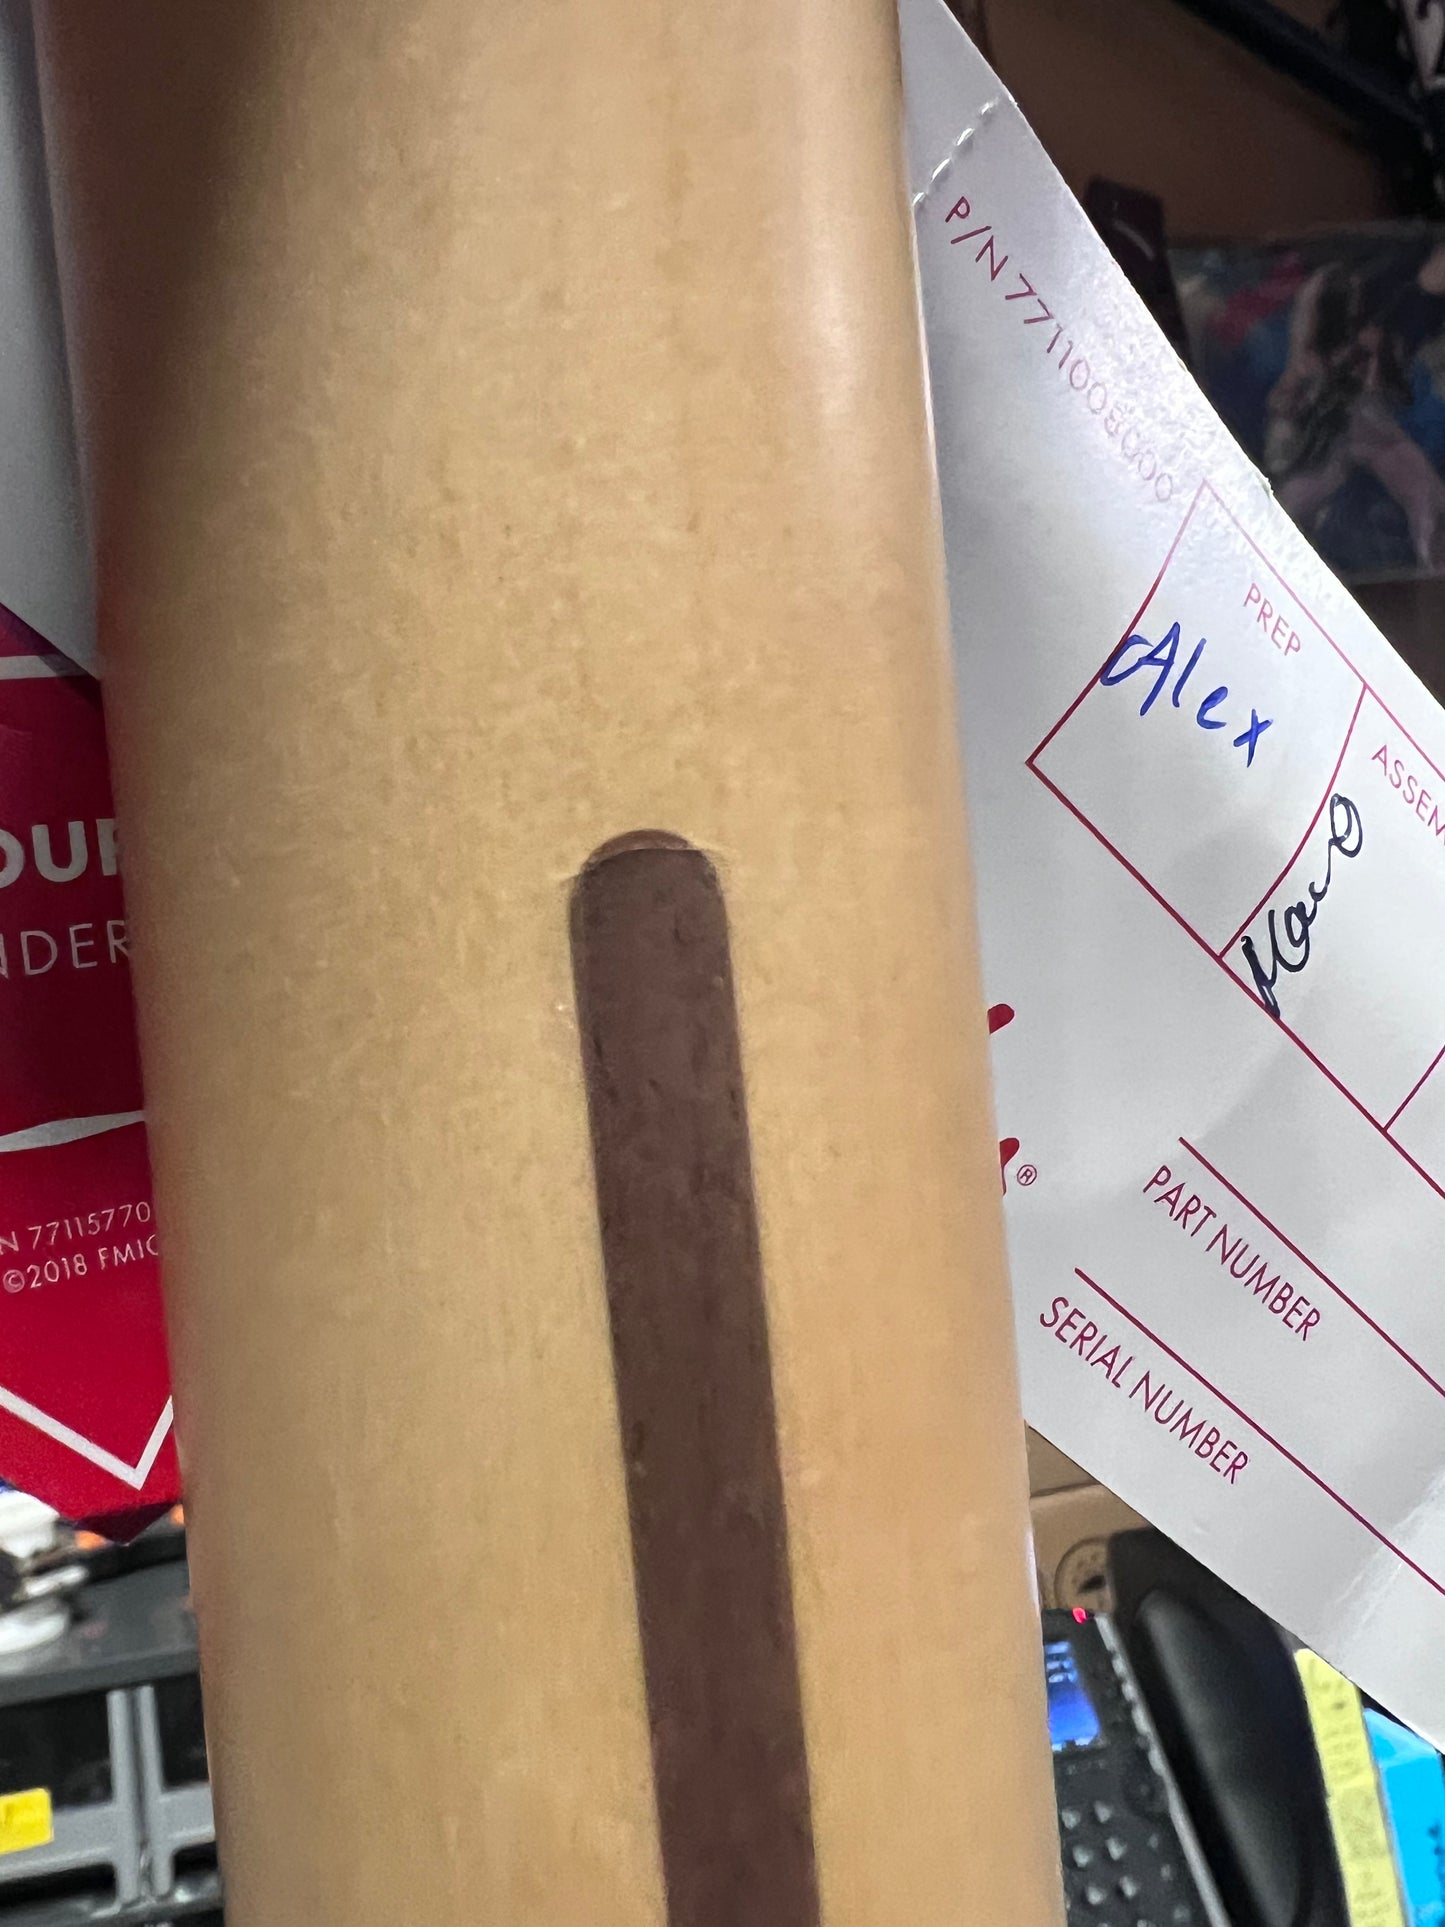 P/N 7711008000
PREP
Alex
ASSEM
PART NUMBER
SERIAL NUMBER
OUR
NDER
N 77115770
©2018 FMIC
®